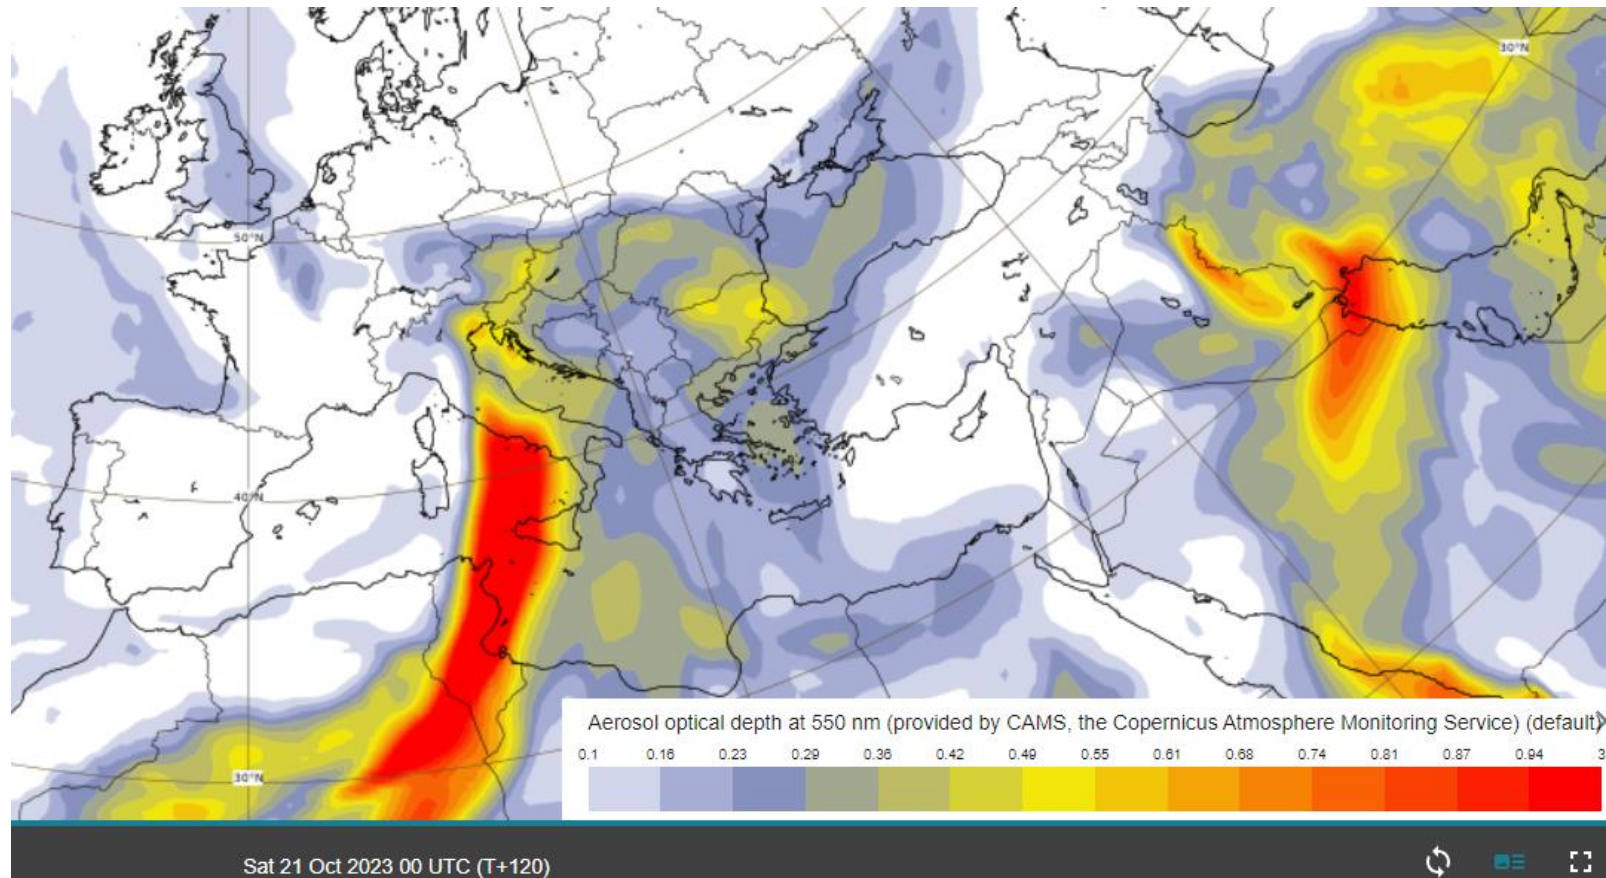 30°N
50°N
40°N
30°N
Aerosol optical depth at 550 nm (provided by CAMS, the Copernicus Atmosphere Monitoring Service) (default)
0.1 0.16 0.23 0.29 0.36 0.42 0.49 0.55 0.61 0.68 0.74 0.81 0.87 0.94 3
Sat 21 Oct 2023 00 UTC (T+120)